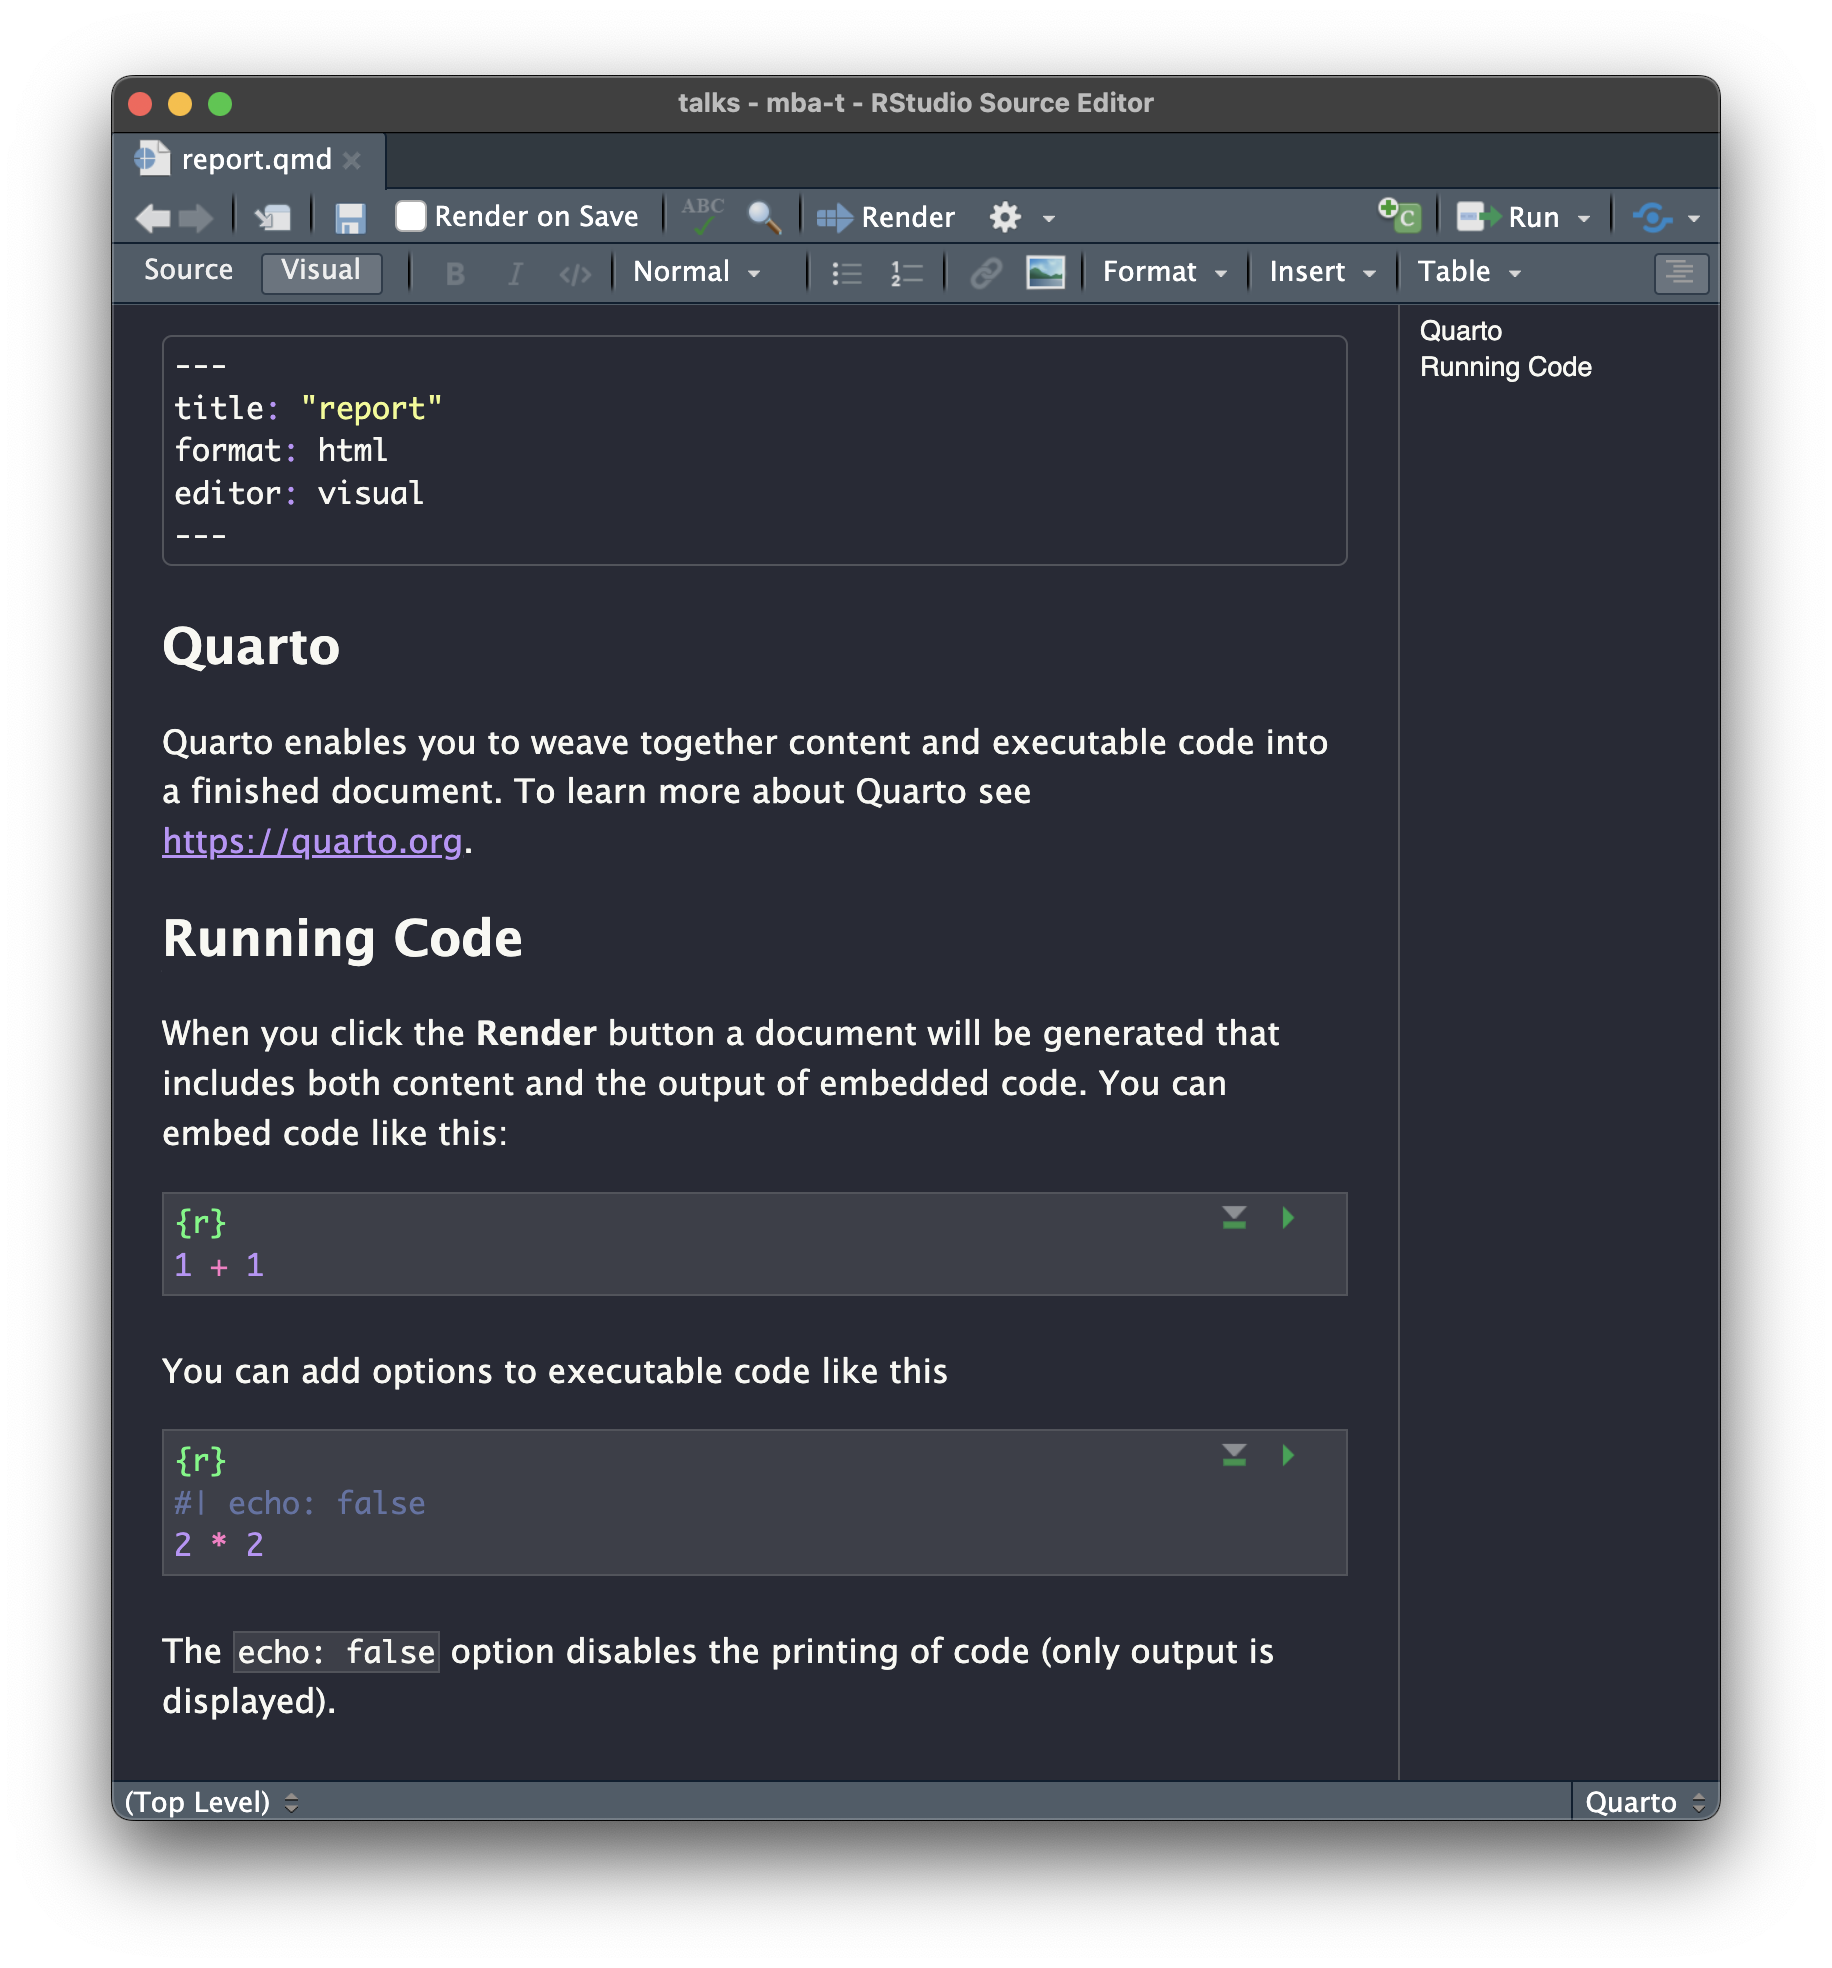 talks - mba-t - RStudio Source Editor
report.qmd
Render on Save ABC Render C Run
Source Visual B I </> Normal 1 2 Format Insert Table
---
title: "report"
format: html
editor: visual
---
Quarto
Quarto enables you to weave together content and executable code into
a finished document. To learn more about Quarto see
https://quarto.org.
Running Code
When you click the Render button a document will be generated that
includes both content and the output of embedded code. You can
embed code like this:
{r}
1 + 1
You can add options to executable code like this
{r}
#| echo: false
2 * 2
The echo: false option disables the printing of code (only output is
displayed).
Quarto
Running Code
(Top Level) Quarto